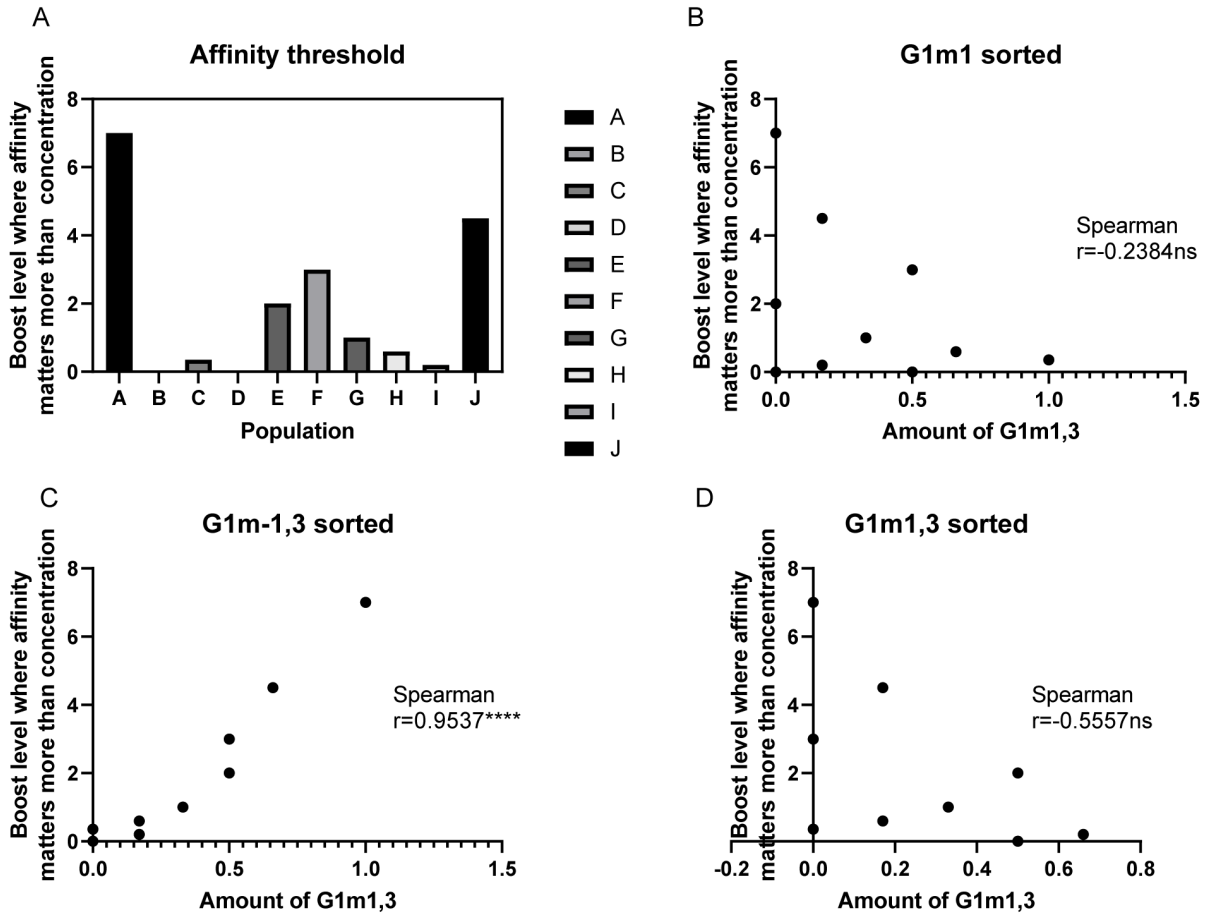 A
Affinity threshold
Boost level where affinity
matters more than  concentration
8
6
4
2
0
A B C D E F G H I J
Population
A
B
C
D
E
F
G
H
I
J
B
G1m1 sorted
Boost level where affinity
matters more than concentration
8
6
4
2
0
0.0 0.5 1.0 1.5
Amount of G1m1,3
Spearman
r=-0.2384ns
C
G1m-1,3 sorted
Boost level where affinity
matters more than concentration
8
6
4
2
0
0.0 0.5 1.0 1.5
Amount of G1m1,3
Spearman
r=0.9537****
D
G1m1,3 sorted
Boost level where affinity
matters more than concentration
8
6
4
2
0
-0.2 0.0 0.2 0.4 0.6 0.8
Amount of G1m1,3
Spearman
r=-0.5557ns